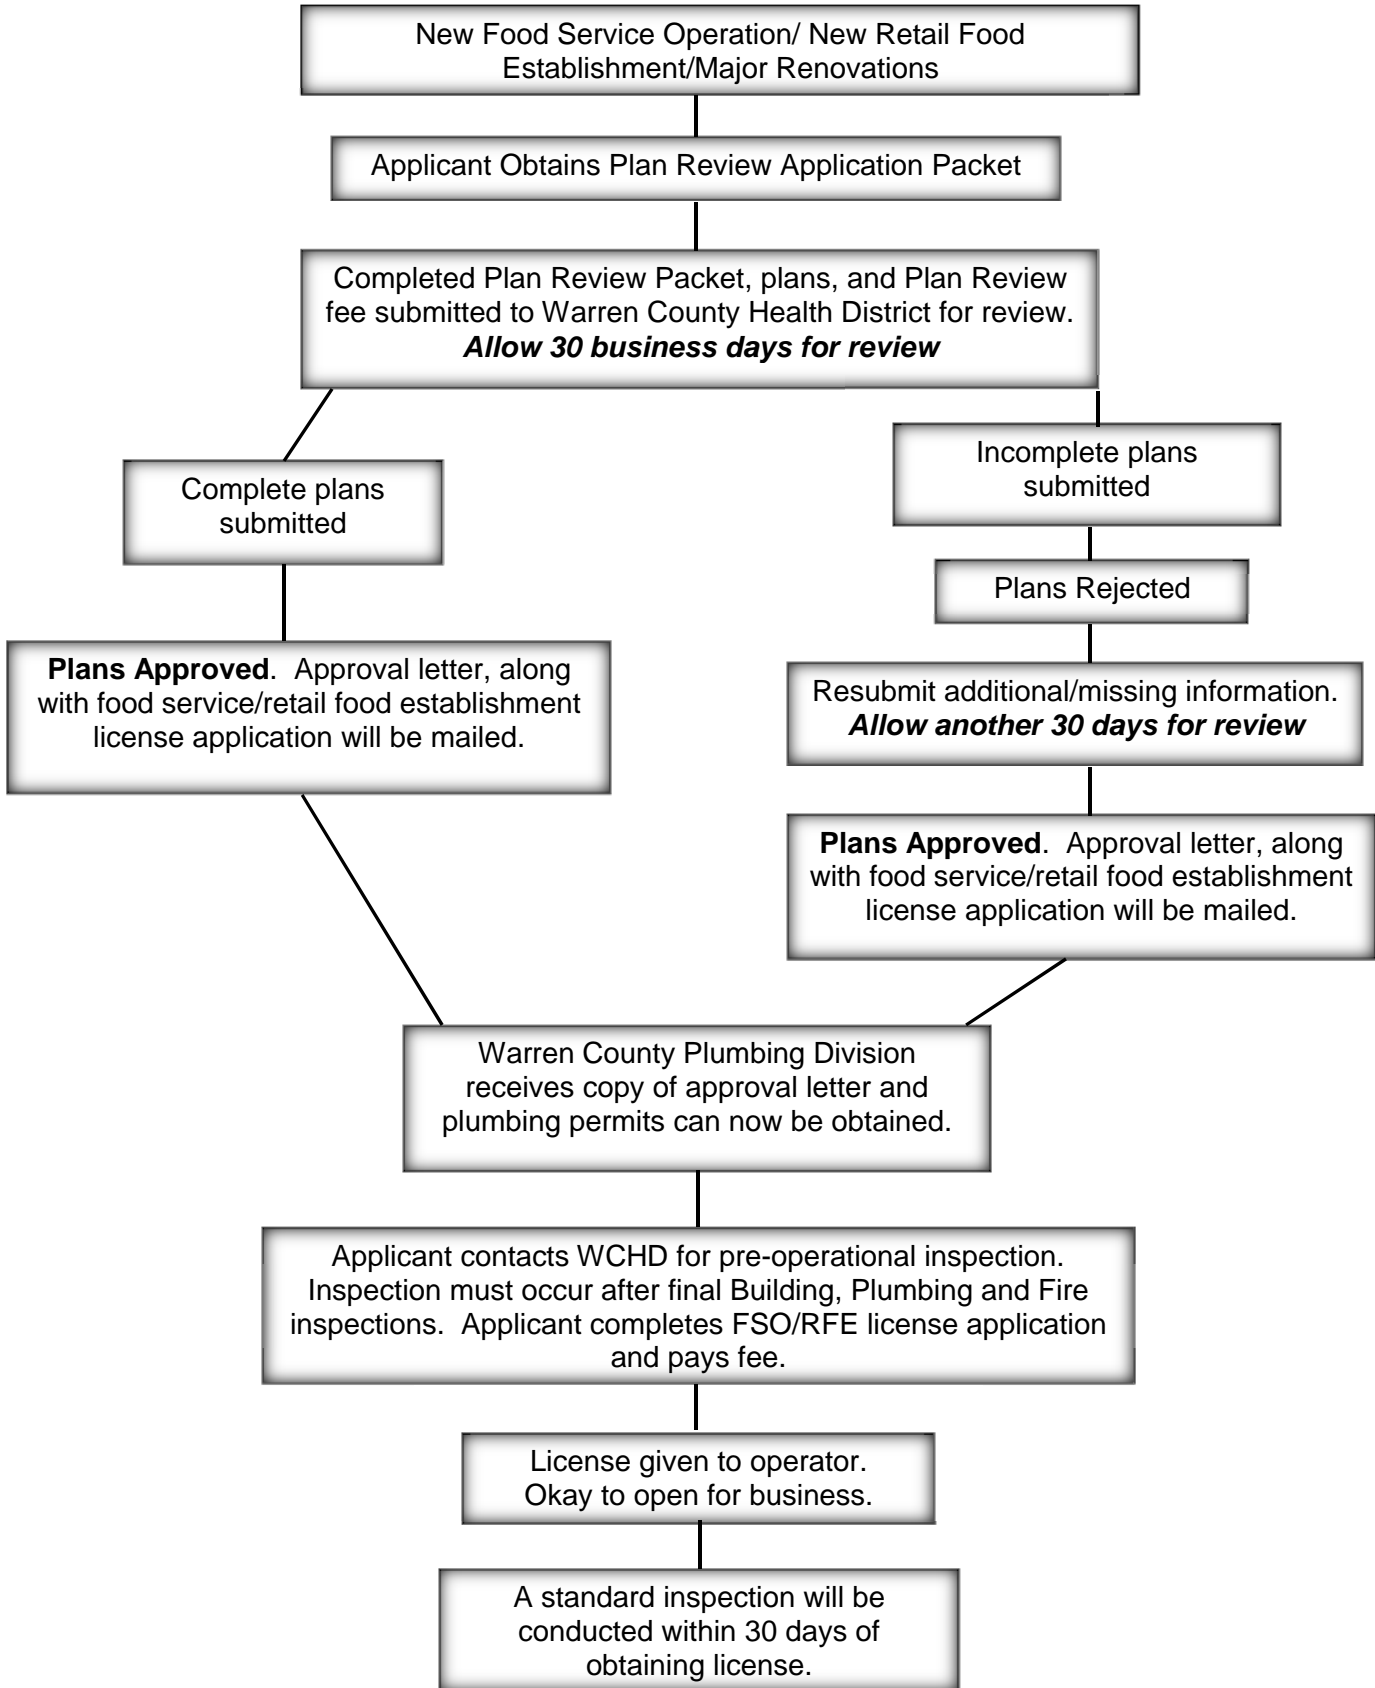 New Food Service Operation/ New Retail Food
Establishment/Major Renovations
Applicant Obtains Plan Review Application Packet
Completed Plan Review Packet, plans, and Plan Review
fee submitted to Warren County Health District for review.
Allow 30 business days for review
Complete plans
submitted
Incomplete plans
submitted
Plans Rejected
Plans Approved. Approval letter, along
with food service/retail food establishment
license application will be mailed.
Resubmit additional/missing information.
Allow another 30 days for review
Plans Approved. Approval letter, along
with food service/retail food establishment
license application will be mailed.
Warren County Plumbing Division
receives copy of approval letter and
plumbing permits can now be obtained.
Applicant contacts WCHD for pre-operational inspection.
Inspection must occur after final Building, Plumbing and Fire
inspections. Applicant completes FSO/RFE license application
and pays fee.
License given to operator.
Okay to open for business.
A standard inspection will be
conducted within 30 days of
obtaining license.